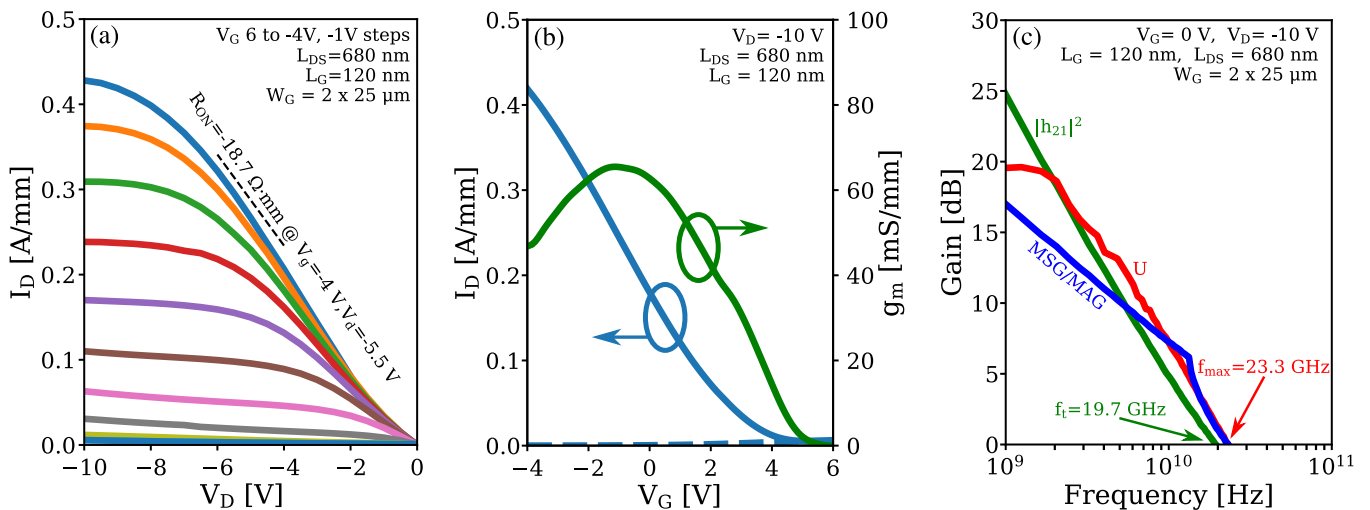 (a)
V_G 6 to -4V, -1V steps
L_DS=680 nm
L_G=120 nm
W_G = 2 x 25 μm
R_ON=-18.7 Ω·mm @ V_g=-4 V,V_d=-5.5 V
I_D [A/mm]
0.5
0.4
0.3
0.2
0.1
0.0
−10
−8
−6
−4
−2
0
V_D [V]
(b)
V_D= -10 V
L_DS = 680 nm
L_G = 120 nm
I_D [A/mm]
0.5
0.4
0.3
0.2
0.1
0.0
−4
−2
0
2
4
6
V_G [V]
100
80
60
40
20
0
g_m [mS/mm]
(c)
V_G= 0 V, V_D= -10 V
L_G = 120 nm, L_DS = 680 nm
W_G = 2 x 25 μm
|h_21|^2
U
MSG/MAG
f_max=23.3 GHz
f_t=19.7 GHz
Gain [dB]
30
25
20
15
10
5
0
10^9
10^10
10^11
Frequency [Hz]